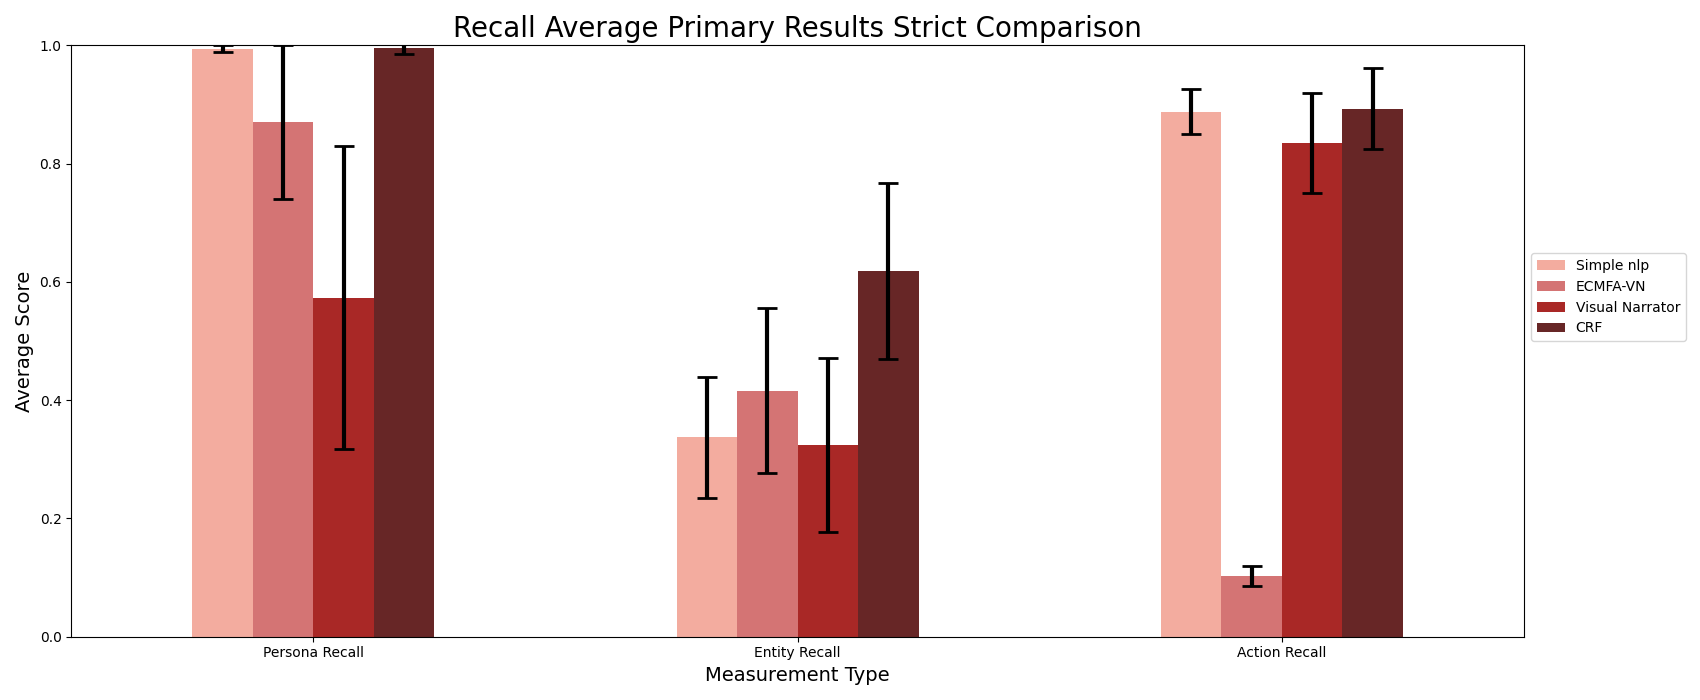 Recall Average Primary Results Strict Comparison
1.0
0.8
0.6
0.4
0.2
0.0
Average Score
Persona Recall
Entity Recall
Action Recall
Measurement Type
Simple nlp
ECMFA-VN
Visual Narrator
CRF